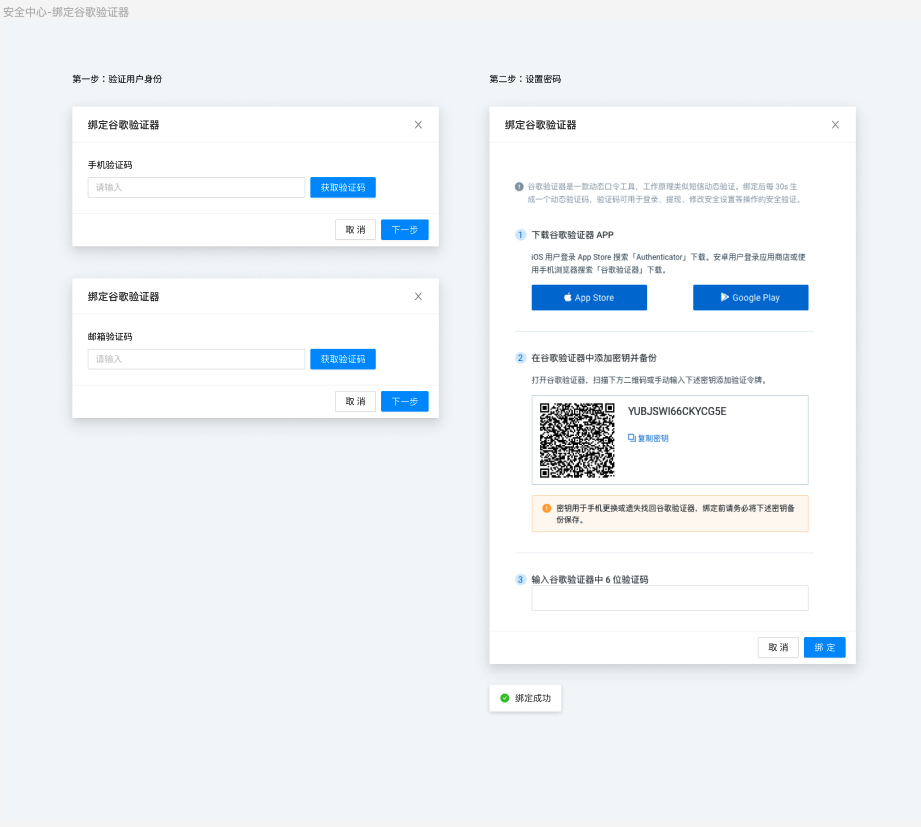 安全中心-绑定谷歌验证器
第一步：验证用户身份
绑定谷歌验证器
手机验证码
请输入
获取验证码
取消
下一步
绑定谷歌验证器
邮箱验证码
请输入
获取验证码
取消
下一步
第二步：设置密码
绑定谷歌验证器
谷歌验证器是一款动态口令工具，工作原理类似短信动态验证。绑定后每 30s 生
成一个动态验证码，验证码可用于登录、提现、修改安全设置等操作的安全验证。
1 下载谷歌验证器 APP
iOS 用户登录 App Store 搜索「Authenticator」下载。安卓用户登录应用商店或使
用手机浏览器搜索「谷歌验证器」下载。
App Store
Google Play
2 在谷歌验证器中添加密钥并备份
打开谷歌验证器，扫描下方二维码或手动输入下述密钥添加验证令牌。
YUBJSWI66CKYCG5E
复制密钥
密钥用于手机更换或遗失找回谷歌验证器，绑定前请务必将下述密钥备
份保存。
3 输入谷歌验证器中 6 位验证码
取消
绑定
绑定成功